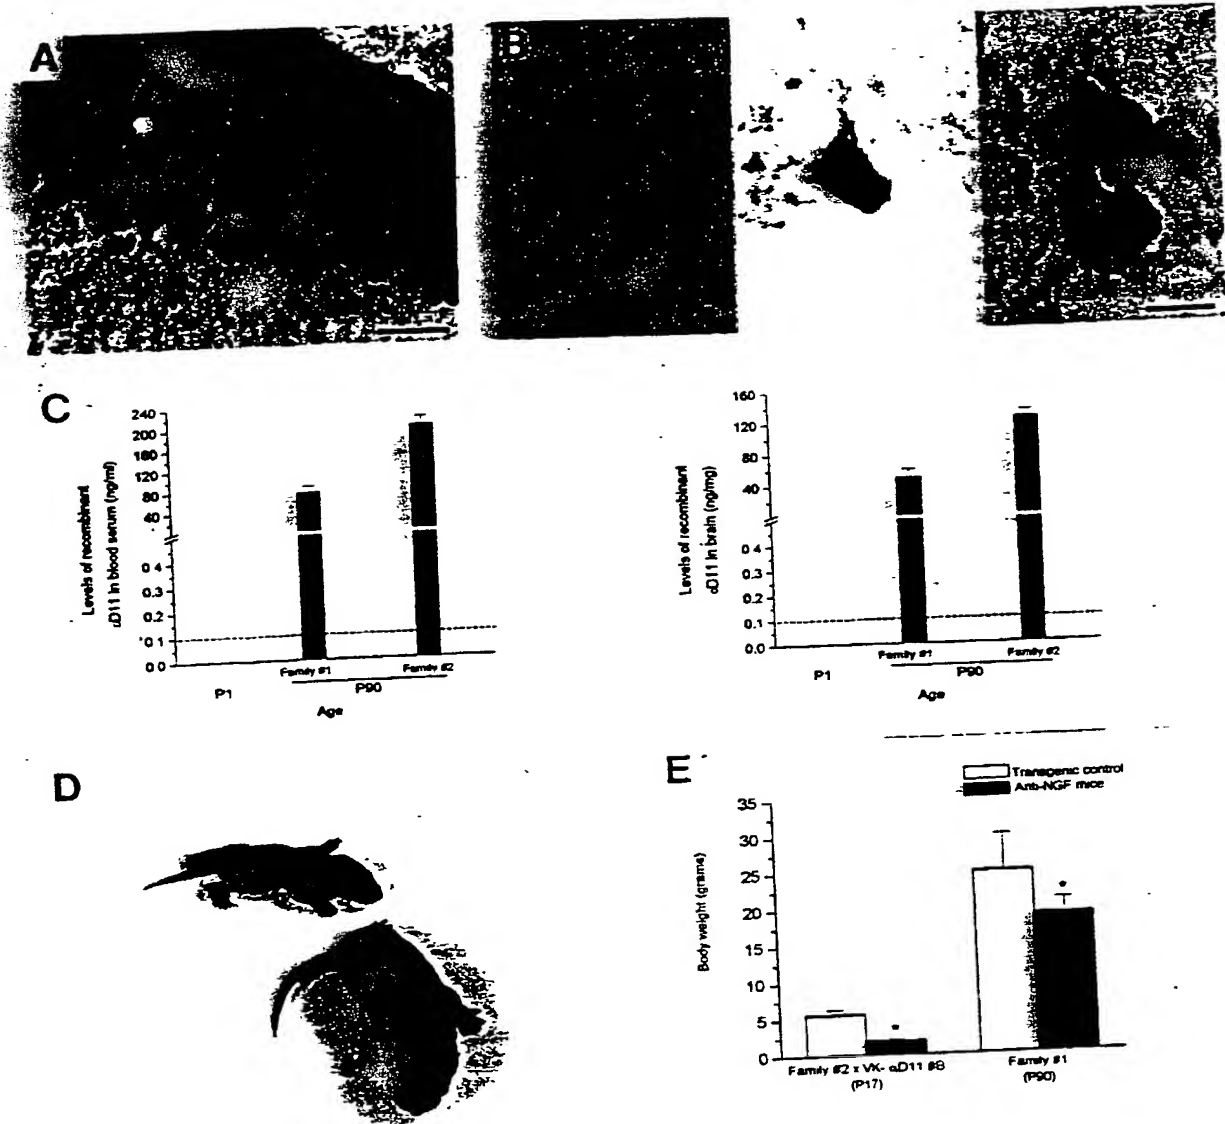 A
B
C
240
200
160
120
80
40
0.4
0.3
0.2
0.1
0.0
Levels of recombinant
αD11 in blood serum (ng/ml)
Family #1
Family #2
P1
P90
Age
160
120
80
40
0.4
0.3
0.2
0.1
0.0
Levels of recombinant
αD11 in brain (ng/mg)
Family #1
Family #2
P1
P90
Age
D
E
Transgenic control
Anti-NGF mice
35
30
25
20
15
10
5
0
Body weight (grams)
*
*
Family #2 x VK- αD11 #B
(P17)
Family #1
(P90)